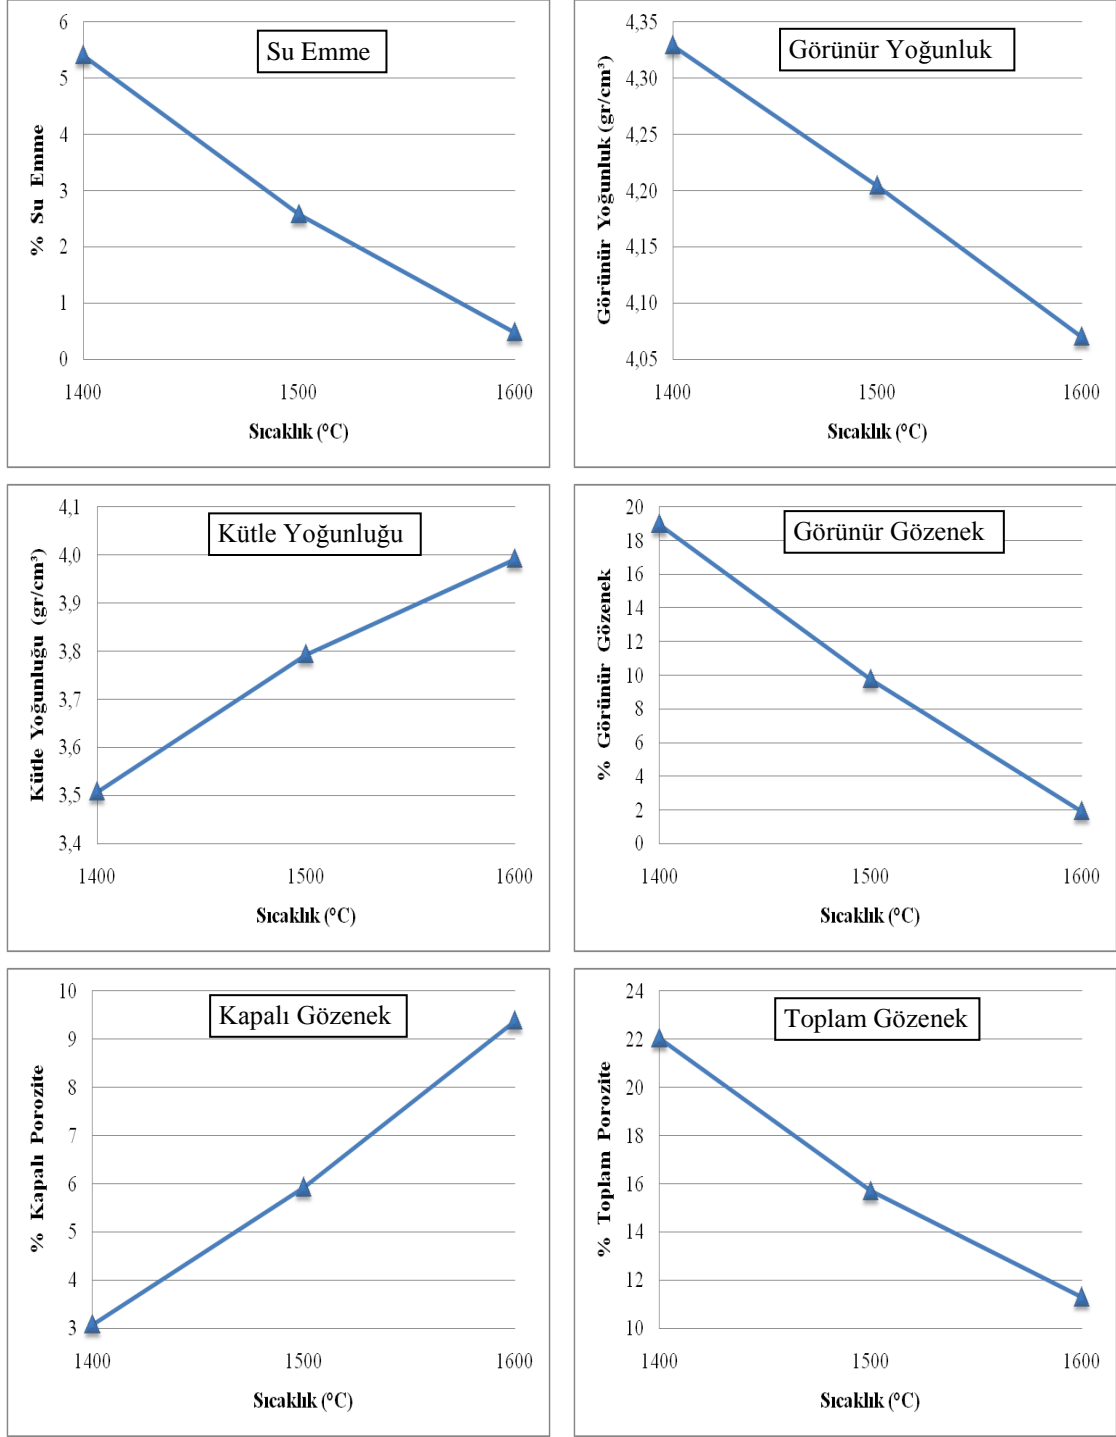 Su Emme
% Su Emme
6
5
4
3
2
1
0
1400 1500 1600
Sıcaklık (°C)
Görünür Yoğunluk
Görünür Yoğunluk (gr/cm³)
4,35
4,30
4,25
4,20
4,15
4,10
4,05
1400 1500 1600
Sıcaklık (°C)
Kütle Yoğunluğu
Kütle Yoğunluğu (gr/cm³)
4,1
4,0
3,9
3,8
3,7
3,6
3,5
3,4
1400 1500 1600
Sıcaklık (°C)
Görünür Gözenek
% Görünür Gözenek
20
18
16
14
12
10
8
6
4
2
0
1400 1500 1600
Sıcaklık (°C)
Kapalı Gözenek
% Kapalı Porozite
10
9
8
7
6
5
4
3
1400 1500 1600
Sıcaklık (°C)
Toplam Gözenek
% Toplam Porozite
24
22
20
18
16
14
12
10
1400 1500 1600
Sıcaklık (°C)